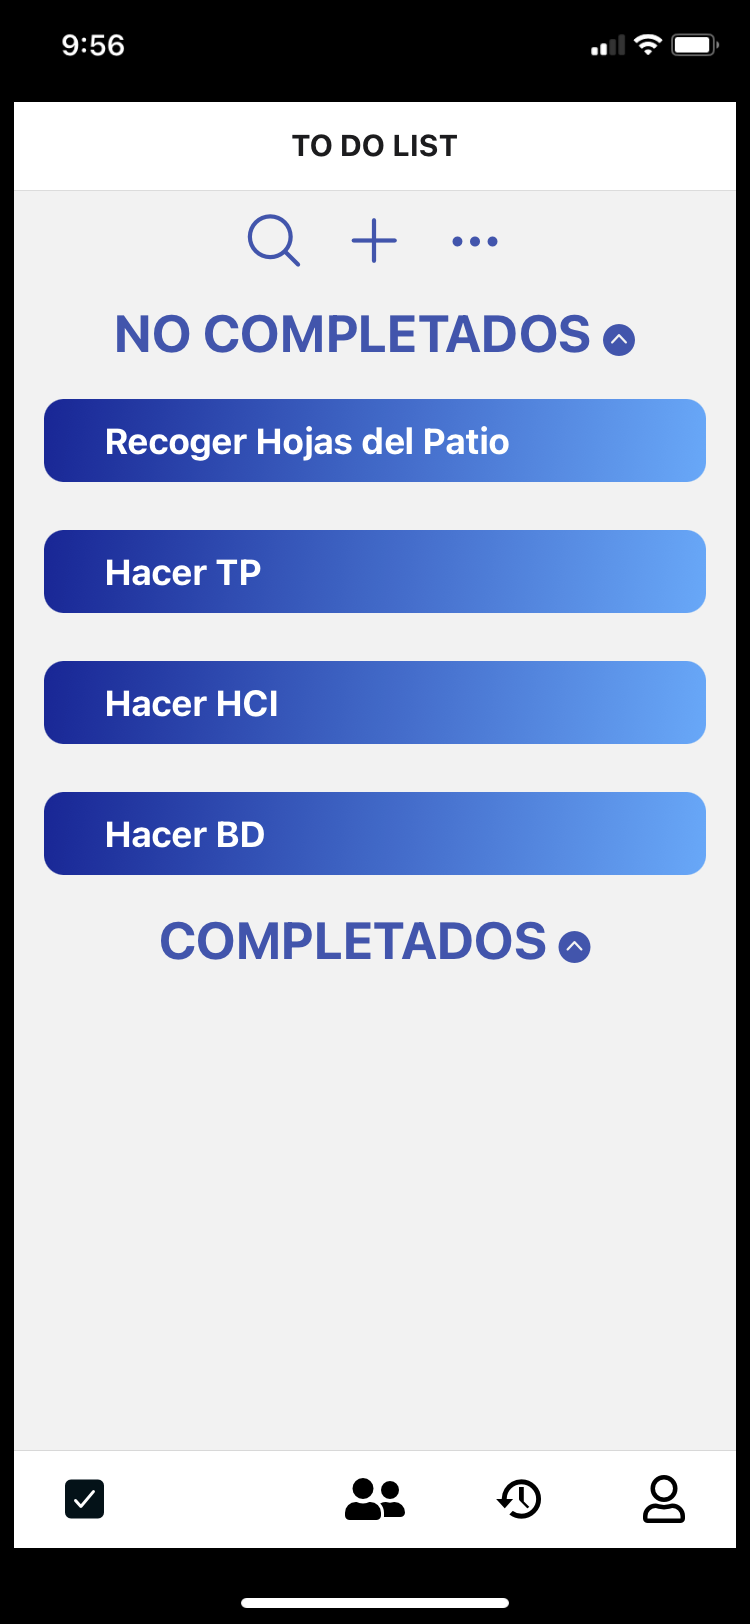 9:56
TO DO LIST
NO COMPLETADOS
Recoger Hojas del Patio
Hacer TP
Hacer HCI
Hacer BD
COMPLETADOS